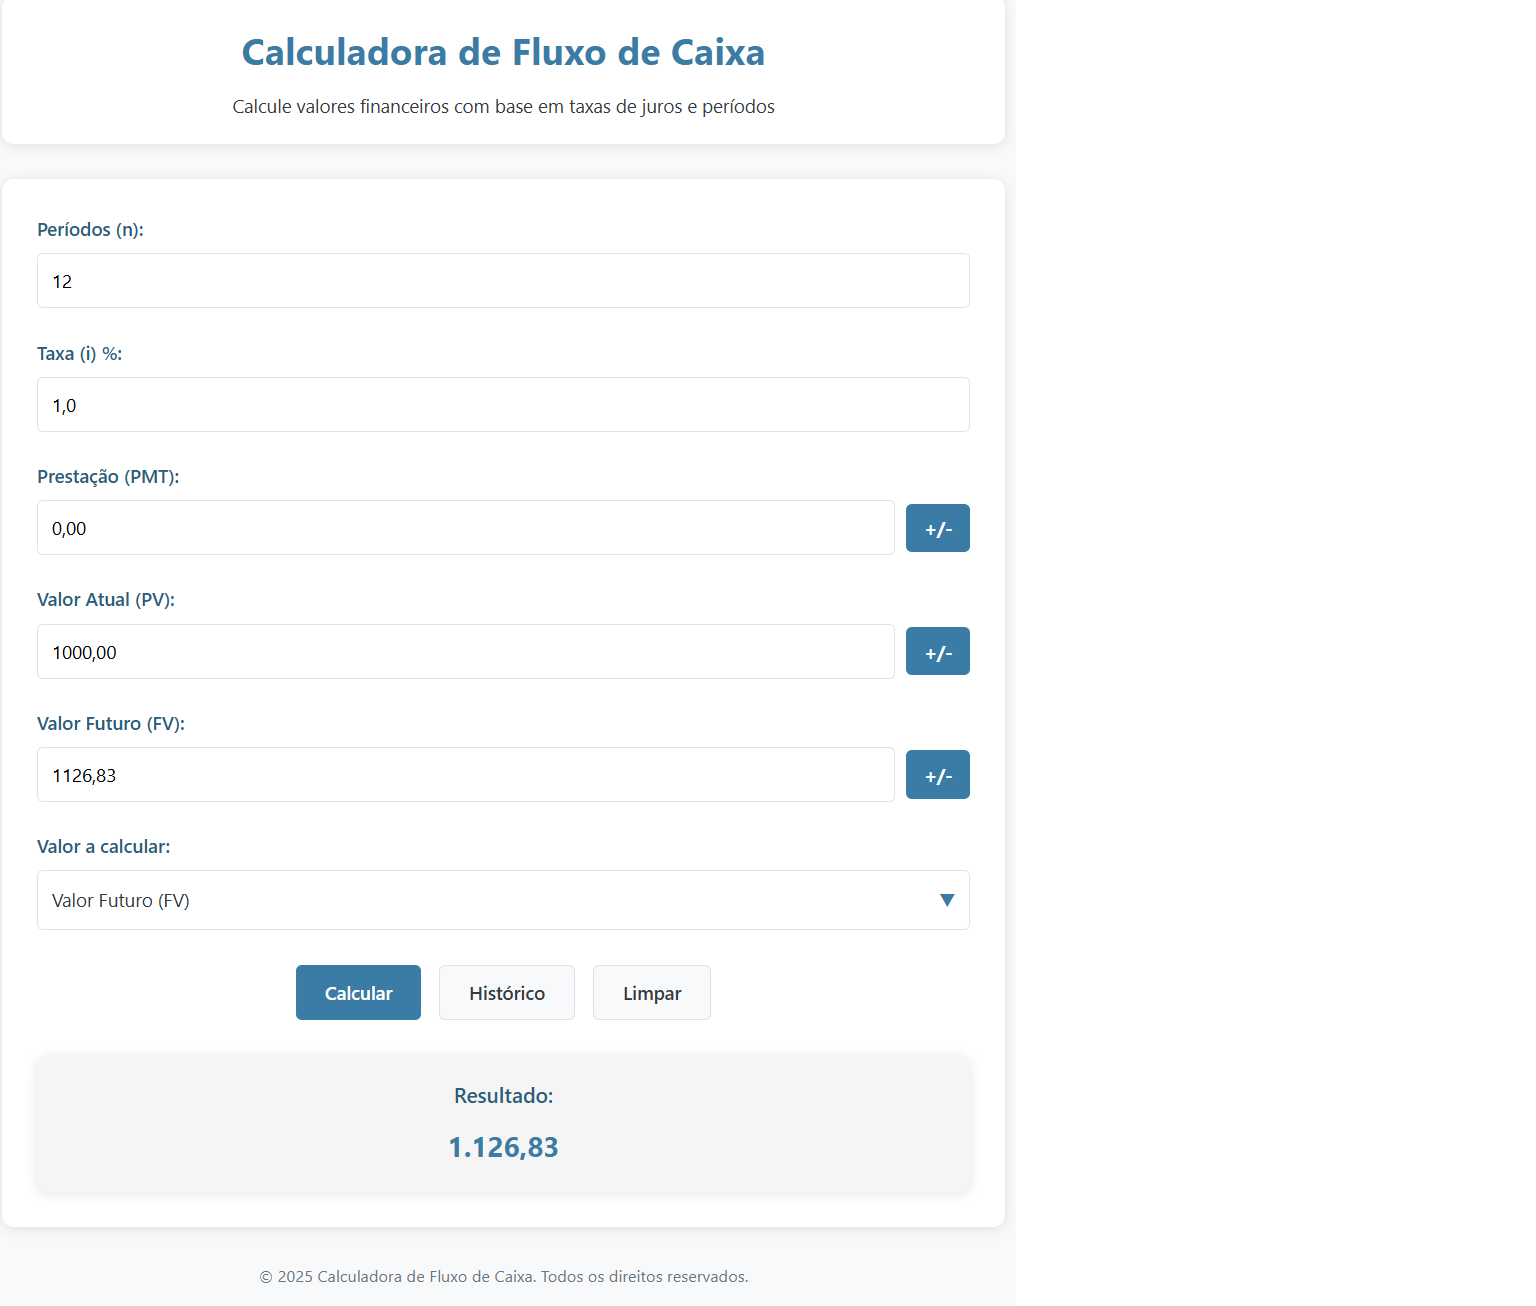 Calculadora de Fluxo de Caixa
Calcule valores financeiros com base em taxas de juros e períodos
Períodos (n):
12
Taxa (i) %:
1,0
Prestação (PMT):
0,00
+/-
Valor Atual (PV):
1000,00
+/-
Valor Futuro (FV):
1126,83
+/-
Valor a calcular:
Valor Futuro (FV)
Calcular Histórico Limpar
Resultado:
1.126,83
© 2025 Calculadora de Fluxo de Caixa. Todos os direitos reservados.